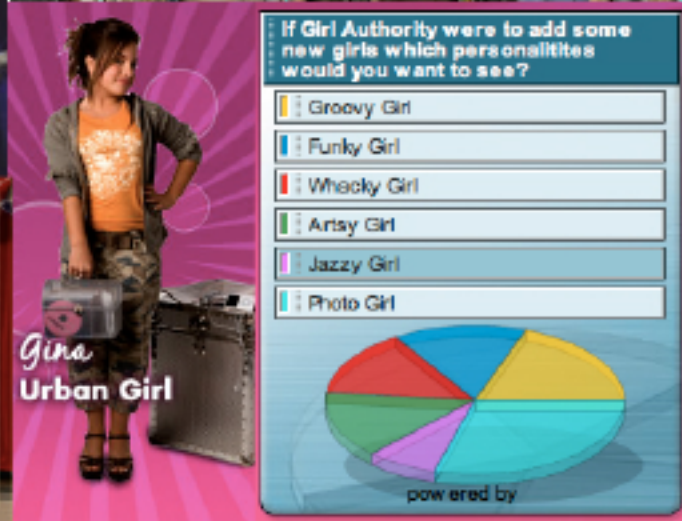 If Girl Authority were to add some
new girls which personalitites
would you want to see?
Groovy Girl
Funky Girl
Whacky Girl
Artsy Girl
Jazzy Girl
Photo Girl
Gina
Urban Girl
powered by